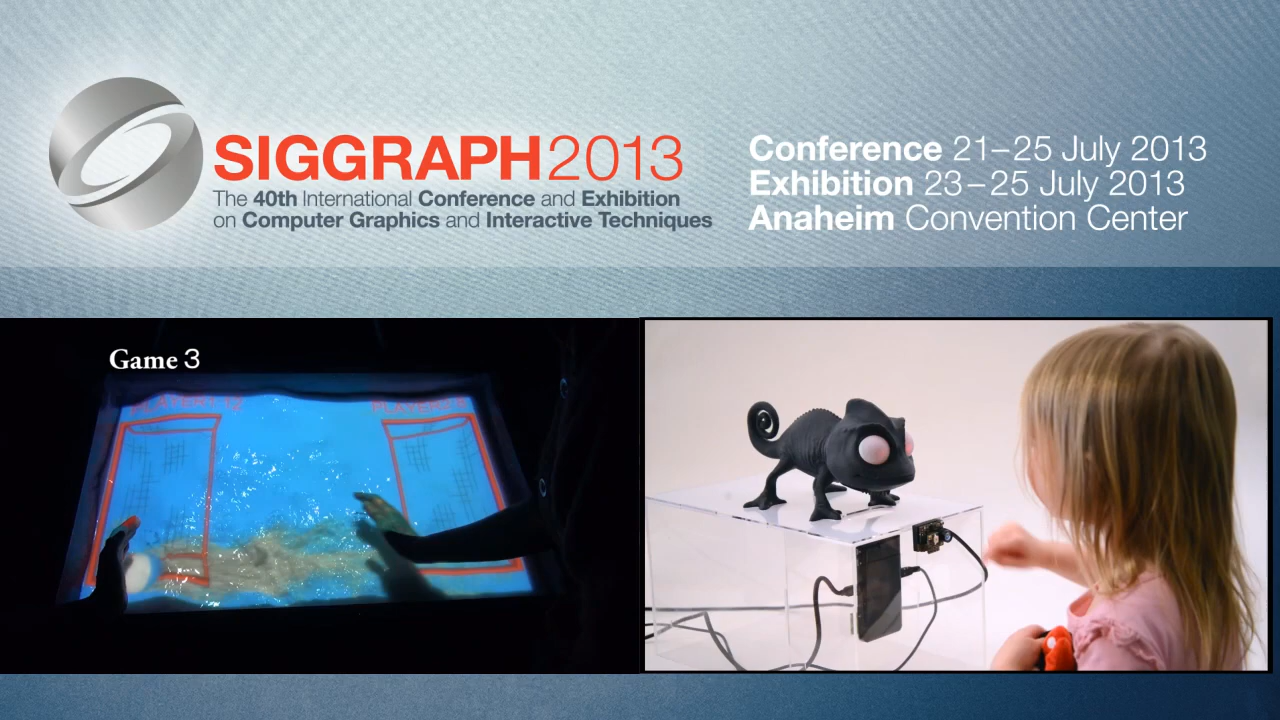 SIGGRAPH2013
The 40th International Conference and Exhibition
on Computer Graphics and Interactive Techniques
Conference 21–25 July 2013
Exhibition 23–25 July 2013
Anaheim Convention Center
Game 3